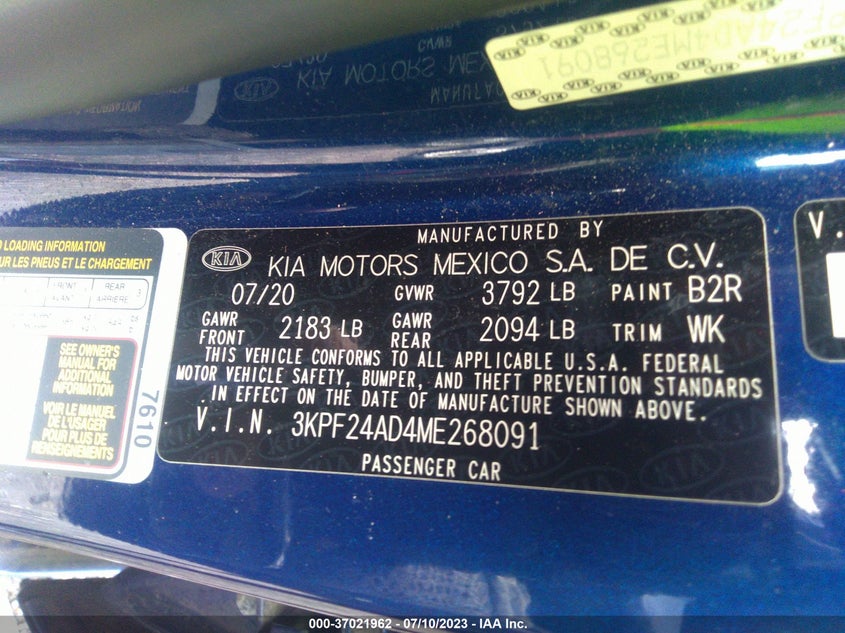 MANUFACTURED BY
KIA KIA MOTORS MEXICO S.A. DE C.V.
07/20 GVWR 3792 LB PAINT B2R
GAWR FRONT 2183 LB GAWR REAR 2094 LB TRIM WK
THIS VEHICLE CONFORMS TO ALL APPLICABLE U.S.A. FEDERAL
MOTOR VEHICLE SAFETY, BUMPER, AND THEFT PREVENTION STANDARDS
IN EFFECT ON THE DATE OF MANUFACTURE SHOWN ABOVE.
V.I.N. 3KPF24AD4ME268091
PASSENGER CAR
LOADING INFORMATION
UR LES PNEUS ET LE CHARGEMENT
FRONT
AVANT
REAR
ARRIERE
SEE OWNER'S
MANUAL FOR
ADDITIONAL
INFORMATION
VOIR LE MANUEL
DE L'USAGER
POUR PLUS DE
RENSEIGNEMENTS
7610
V.
000-37021962 - 07/10/2023 - IAA Inc.